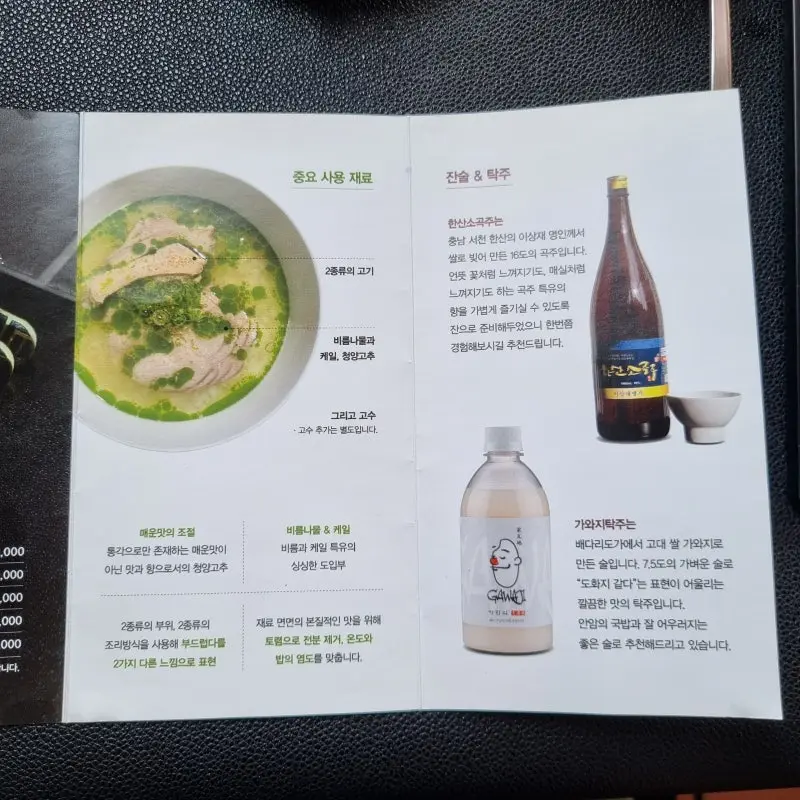 ,000
,000
,000
,000
,000
니다.
중요 사용 재료
2종류의 고기
비름나물과
케일, 청양고추
그리고 고수
· 고수 추가는 별도입니다.
매운맛의 조절
통각으로만 존재하는 매운맛이
아닌 맛과 향으로서의 청양고추
비름나물 & 케일
비름과 케일 특유의
싱싱한 도입부
2종류의 부위, 2종류의
조리방식을 사용해 부드럽다를
2가지 다른 느낌으로 표현
재료 면면의 본질적인 맛을 위해
토렴으로 전분 제거, 온도와
밥의 염도를 맞춥니다.
잔술 & 탁주
한산소곡주는
충남 서천 한산의 이상재 명인께서
쌀로 빚어 만든 16도의 곡주입니다.
언뜻 꽃처럼 느껴지기도, 매실처럼
느껴지기도 하는 곡주 특유의
향을 가볍게 즐기실 수 있도록
잔으로 준비해두었으니 한번쯤
경험해보시길 추천드립니다.
한산소곡주
가와지탁주는
배다리도가에서 고대 쌀 가와지로
만든 술입니다. 7.5도의 가벼운 술로
"도화지 같다"는 표현이 어울리는
깔끔한 맛의 탁주입니다.
안암의 국밥과 잘 어우러지는
좋은 술로 추천해드리고 있습니다.
GAWAJI